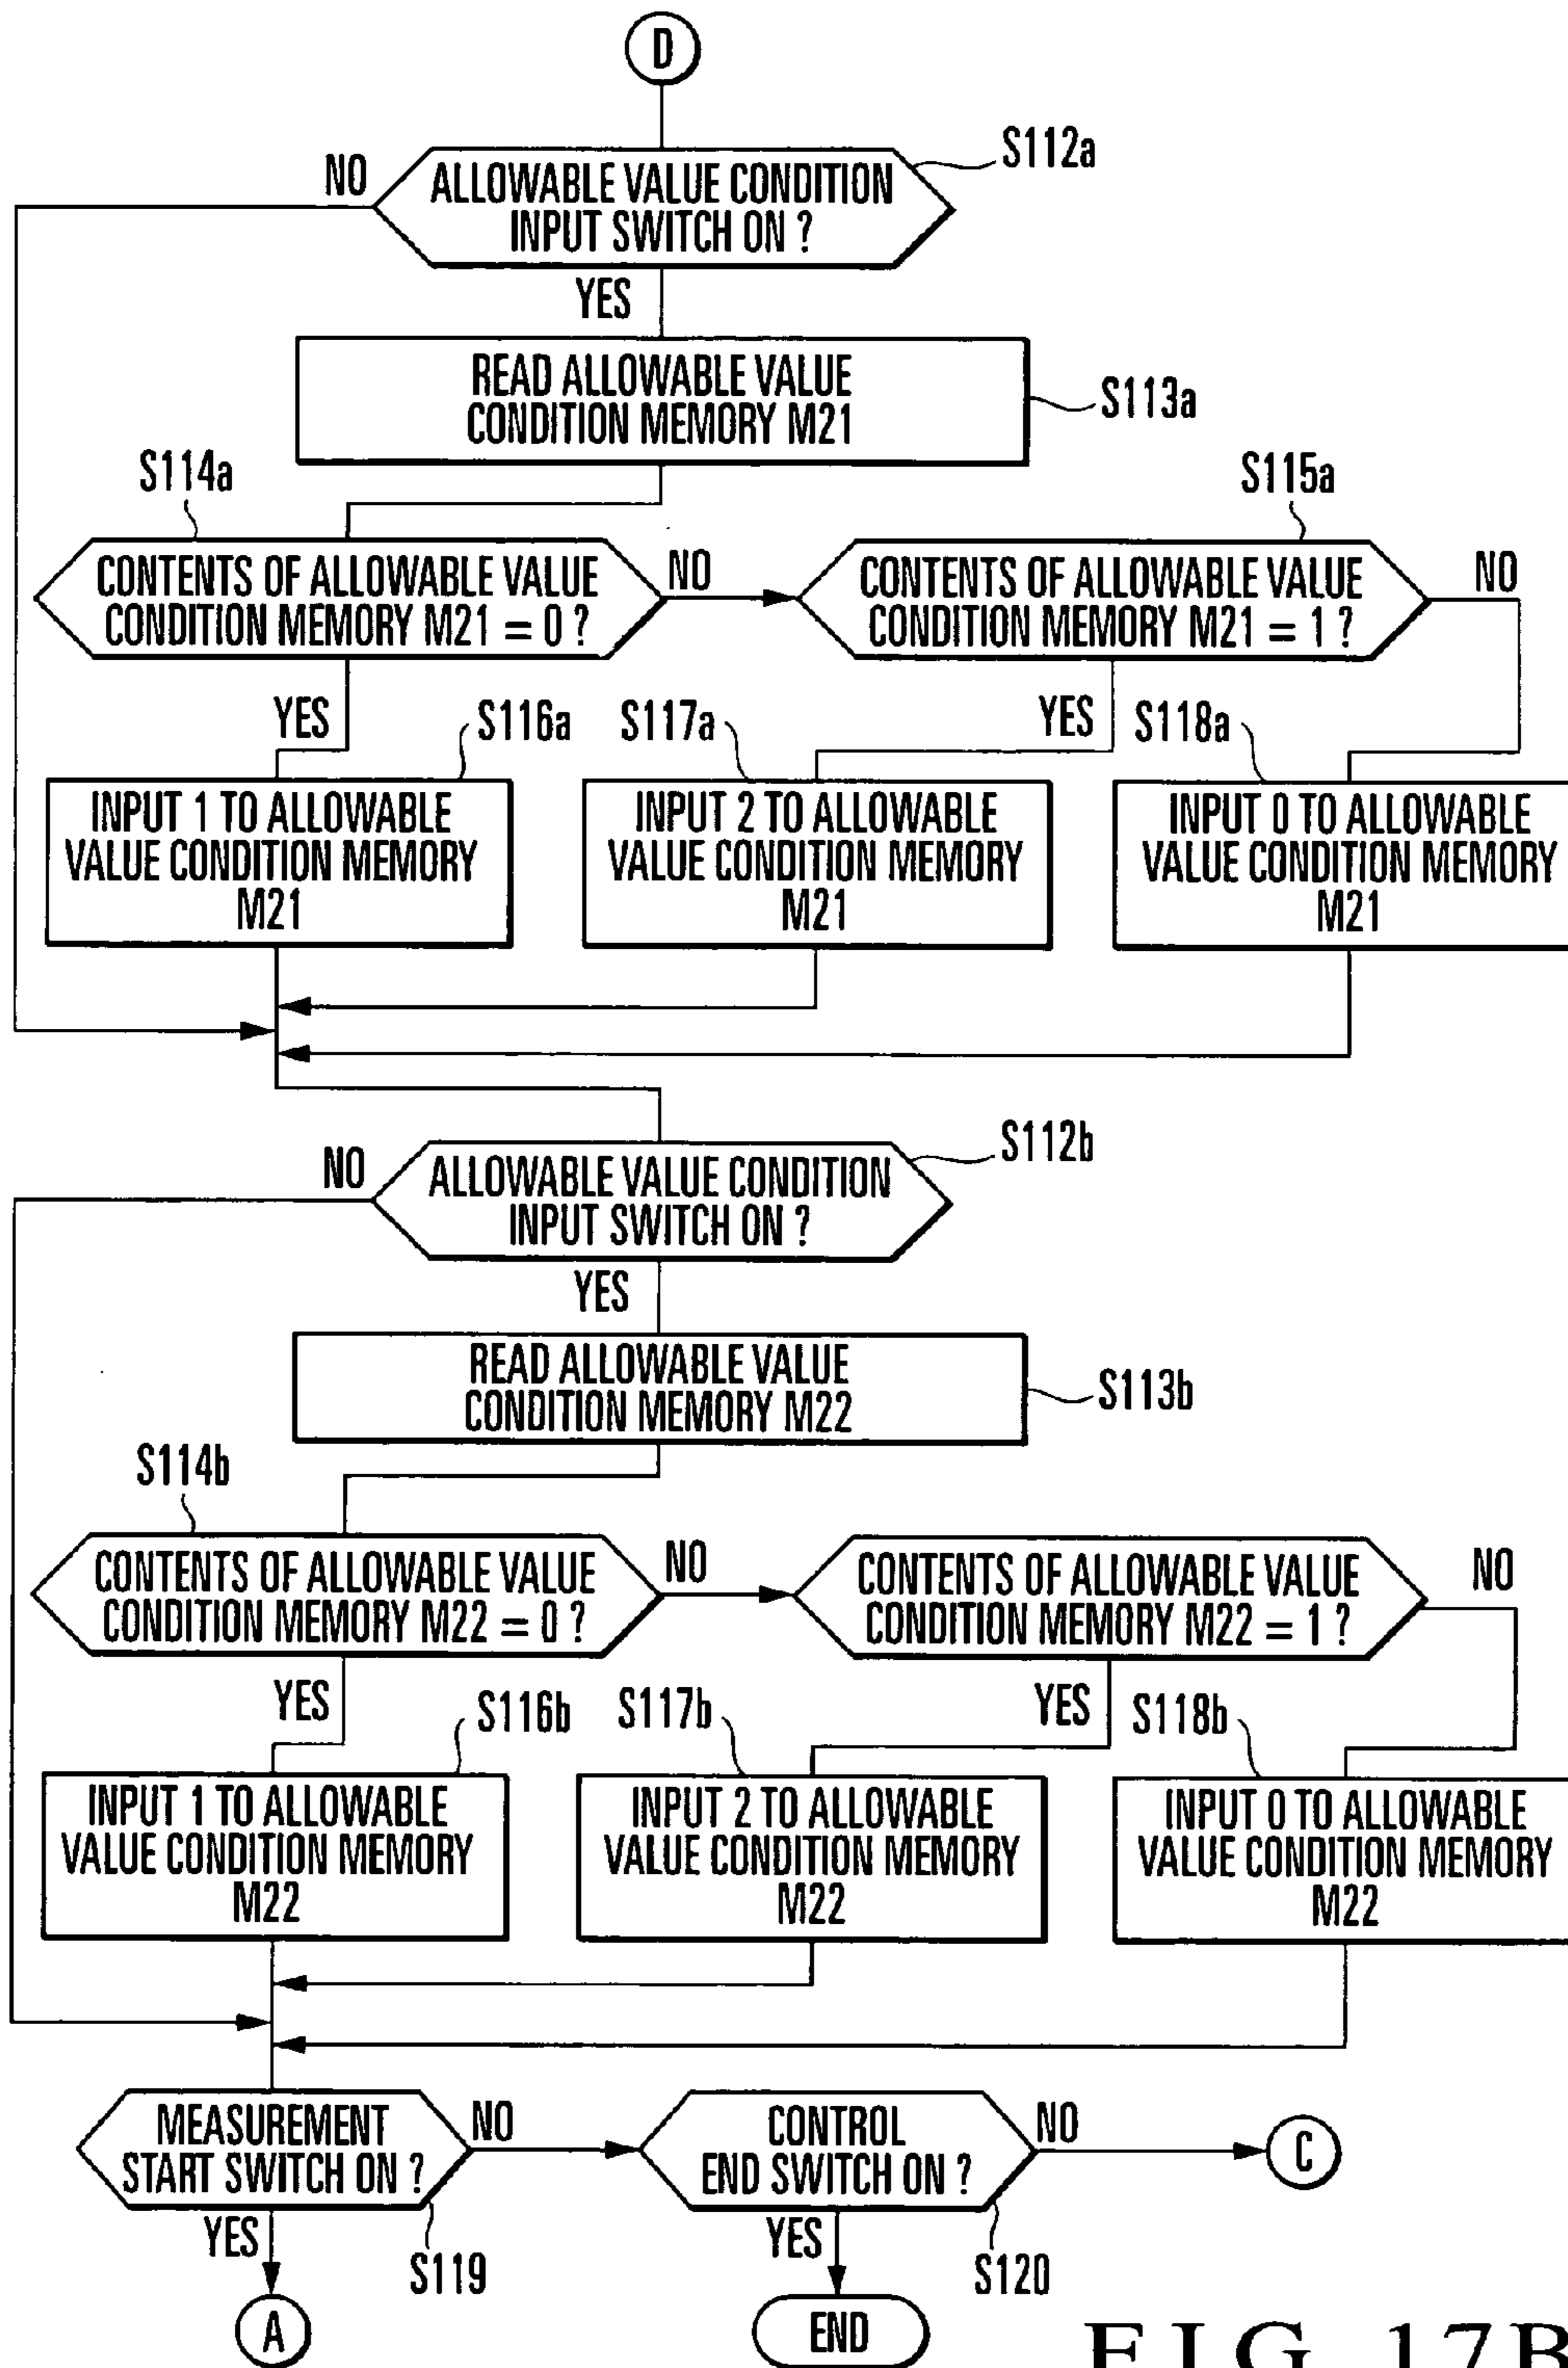 D
S112a
NO
ALLOWABLE VALUE CONDITION
INPUT SWITCH ON ?
YES
READ ALLOWABLE VALUE
CONDITION MEMORY M21
S113a
S114a
S115a
CONTENTS OF ALLOWABLE VALUE
CONDITION MEMORY M21 = 0 ?
NO
CONTENTS OF ALLOWABLE VALUE
CONDITION MEMORY M21 = 1 ?
NO
YES
S116a
S117a
YES
S118a
INPUT 1 TO ALLOWABLE
VALUE CONDITION MEMORY
M21
INPUT 2 TO ALLOWABLE
VALUE CONDITION MEMORY
M21
INPUT 0 TO ALLOWABLE
VALUE CONDITION MEMORY
M21
S112b
NO
ALLOWABLE VALUE CONDITION
INPUT SWITCH ON ?
YES
READ ALLOWABLE VALUE
CONDITION MEMORY M22
S113b
S114b
CONTENTS OF ALLOWABLE VALUE
CONDITION MEMORY M22 = 0 ?
NO
CONTENTS OF ALLOWABLE VALUE
CONDITION MEMORY M22 = 1 ?
NO
YES
S116b
S117b
YES
S118b
INPUT 1 TO ALLOWABLE
VALUE CONDITION MEMORY
M22
INPUT 2 TO ALLOWABLE
VALUE CONDITION MEMORY
M22
INPUT 0 TO ALLOWABLE
VALUE CONDITION MEMORY
M22
MEASUREMENT
START SWITCH ON ?
NO
CONTROL
END SWITCH ON ?
NO
C
YES
S119
YES
S120
A
END
FIG. 17B